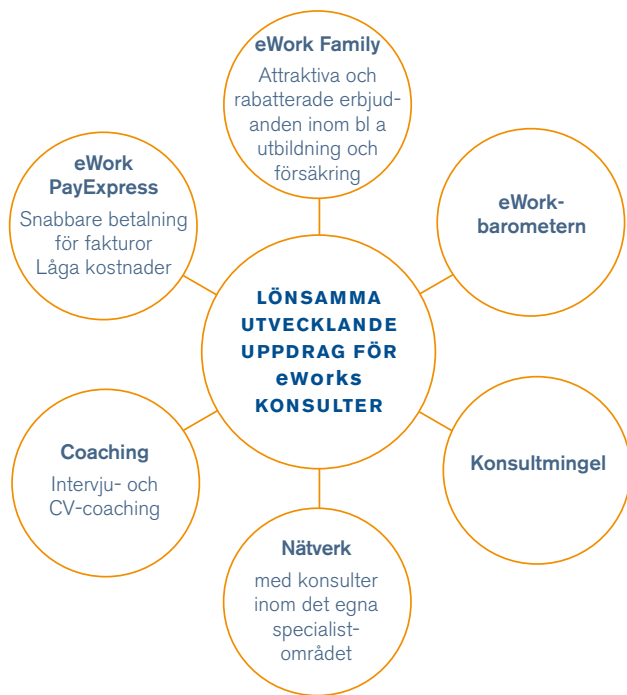 eWork Family
Attraktiva och
rabatterade erbjud-
anden inom bl a
utbildning och
försäkring
eWork-
barometern
Konsultmingel
Nätverk
med konsulter
inom det egna
specialist-
området
Coaching
Intervju- och
CV-coaching
eWork
PayExpress
Snabbare betalning
för fakturor
Låga kostnader
LÖNSAMMA
UTVECKLANDE
UPPDRAG FÖR
eWorks
KONSULTER